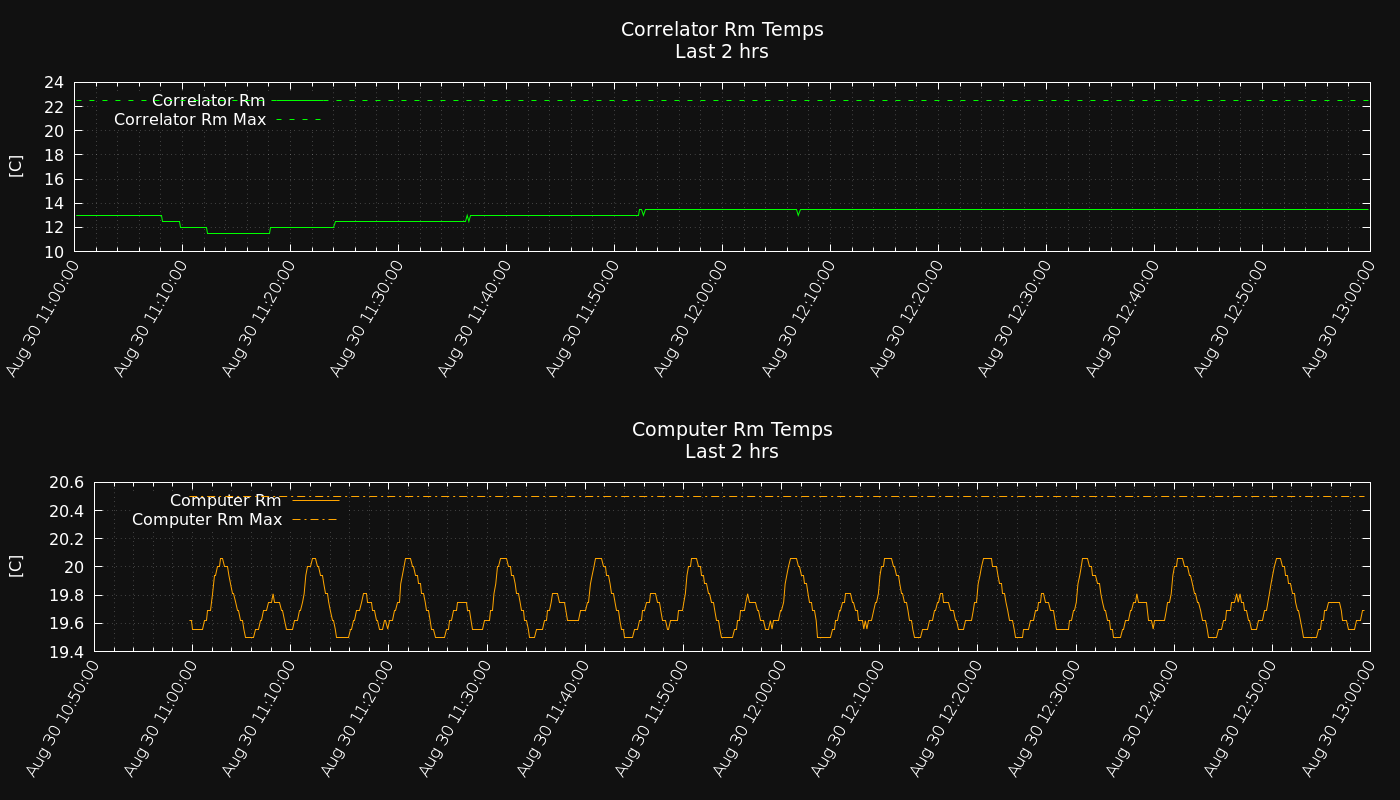 Correlator Rm Temps
Last 2 hrs
24
22
20
18
16
14
12
10
[C]
Correlator Rm
Correlator Rm Max
Aug 30 11:00:00
Aug 30 11:10:00
Aug 30 11:20:00
Aug 30 11:30:00
Aug 30 11:40:00
Aug 30 11:50:00
Aug 30 12:00:00
Aug 30 12:10:00
Aug 30 12:20:00
Aug 30 12:30:00
Aug 30 12:40:00
Aug 30 12:50:00
Aug 30 13:00:00
Computer Rm Temps
Last 2 hrs
20.6
20.4
20.2
20
19.8
19.6
19.4
[C]
Computer Rm
Computer Rm Max
Aug 30 10:50:00
Aug 30 11:00:00
Aug 30 11:10:00
Aug 30 11:20:00
Aug 30 11:30:00
Aug 30 11:40:00
Aug 30 11:50:00
Aug 30 12:00:00
Aug 30 12:10:00
Aug 30 12:20:00
Aug 30 12:30:00
Aug 30 12:40:00
Aug 30 12:50:00
Aug 30 13:00:00